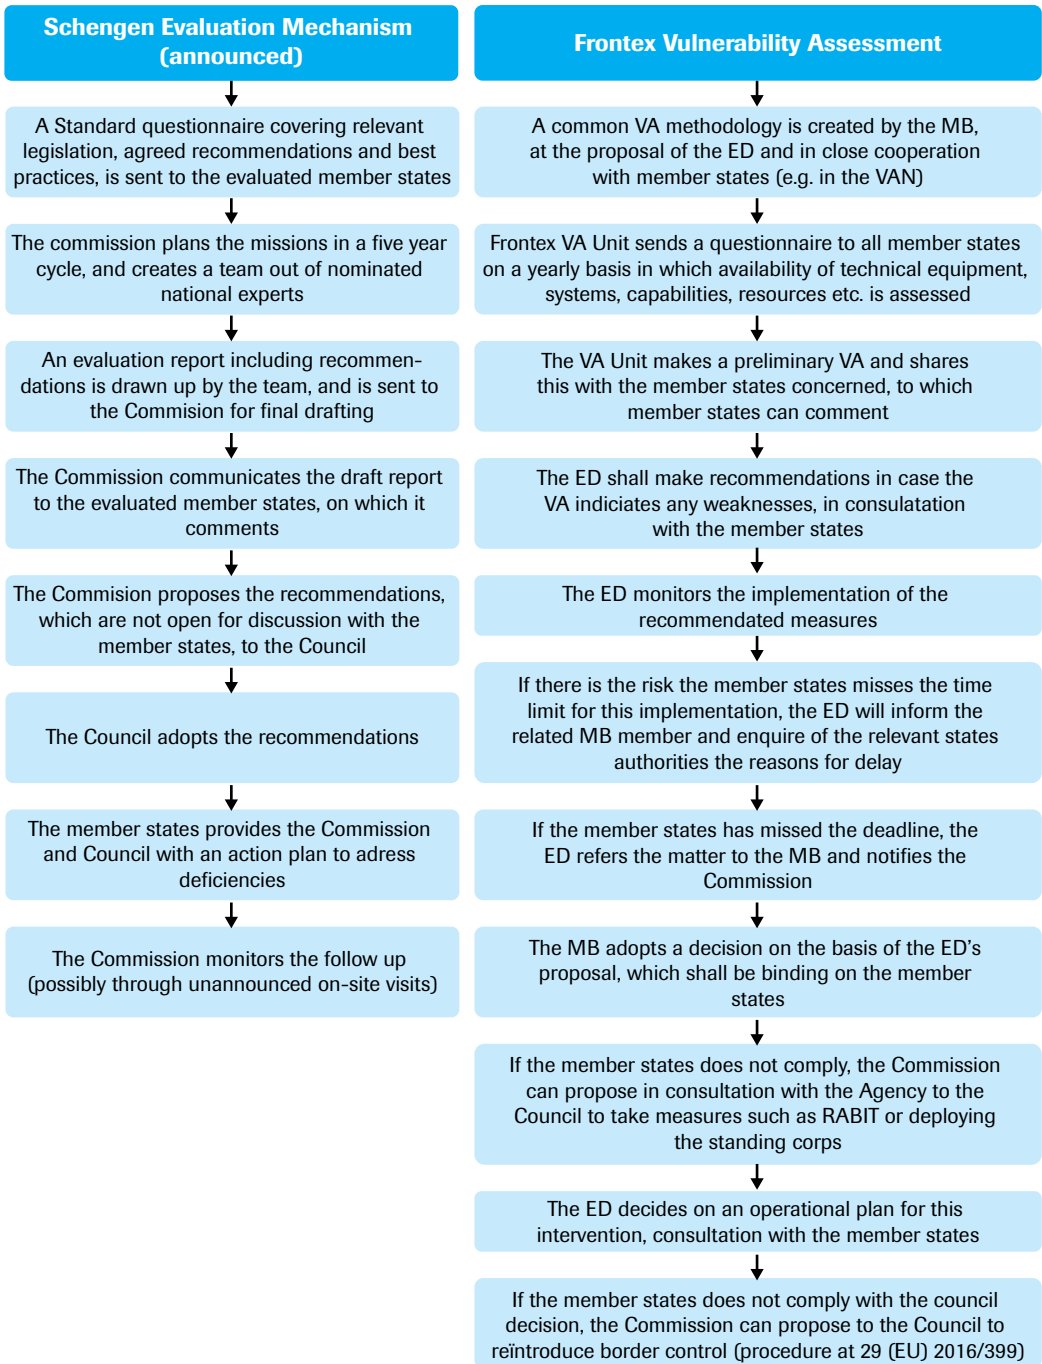 Schengen Evaluation Mechanism
(announced)
A Standard questionnaire covering relevant
legislation, agreed recommendations and best
practices, is sent to the evaluated member states
The commission plans the missions in a five year
cycle, and creates a team out of nominated
national experts
An evaluation report including recommen-
dations is drawn up by the team, and is sent to
the Commision for final drafting
The Commission communicates the draft report
to the evaluated member states, on which it
comments
The Commision proposes the recommendations,
which are not open for discussion with the
member states, to the Council
The Council adopts the recommendations
The member states provides the Commission
and Council with an action plan to adress
deficiencies
The Commission monitors the follow up
(possibly through unannounced on-site visits)
Frontex Vulnerability Assessment
A common VA methodology is created by the MB,
at the proposal of the ED and in close cooperation
with member states (e.g. in the VAN)
Frontex VA Unit sends a questionnaire to all member states
on a yearly basis in which availability of technical equipment,
systems, capabilities, resources etc. is assessed
The VA Unit makes a preliminary VA and shares
this with the member states concerned, to which
member states can comment
The ED shall make recommendations in case the
VA indiciates any weaknesses, in consulatation
with the member states
The ED monitors the implementation of the
recommendated measures
If there is the risk the member states misses the time
limit for this implementation, the ED will inform the
related MB member and enquire of the relevant states
authorities the reasons for delay
If the member states has missed the deadline, the
ED refers the matter to the MB and notifies the
Commission
The MB adopts a decision on the basis of the ED's
proposal, which shall be binding on the member
states
If the member states does not comply, the Commission
can propose in consultation with the Agency to the
Council to take measures such as RABIT or deploying
the standing corps
The ED decides on an operational plan for this
intervention, consultation with the member states
If the member states does not comply with the council
decision, the Commission can propose to the Council to
reïntroduce border control (procedure at 29 (EU) 2016/399)